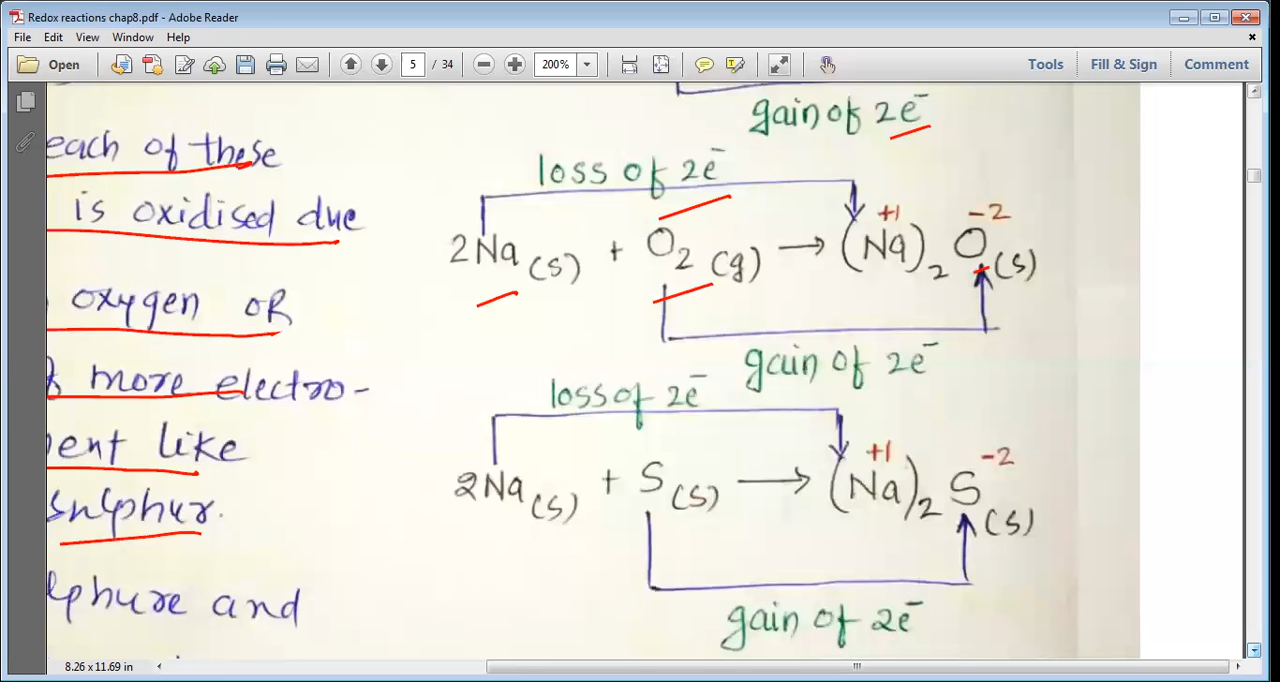 Redox reactions chap8.pdf - Adobe Reader
File Edit View Window Help
Open 5 / 34 200% Tools Fill & Sign Comment
gain of 2e⁻
each of these
is oxidised due
oxygen OR
more electro-
ent like
sulphur.
lphure and
loss of 2e⁻
+1 -2
2Na(s) + O₂(g) → (Na)₂O(s)
gain of 2e⁻
loss of 2e⁻
+1 -2
2Na(s) + S(s) → (Na)₂S(s)
gain of 2e⁻
8.26 x 11.69 in